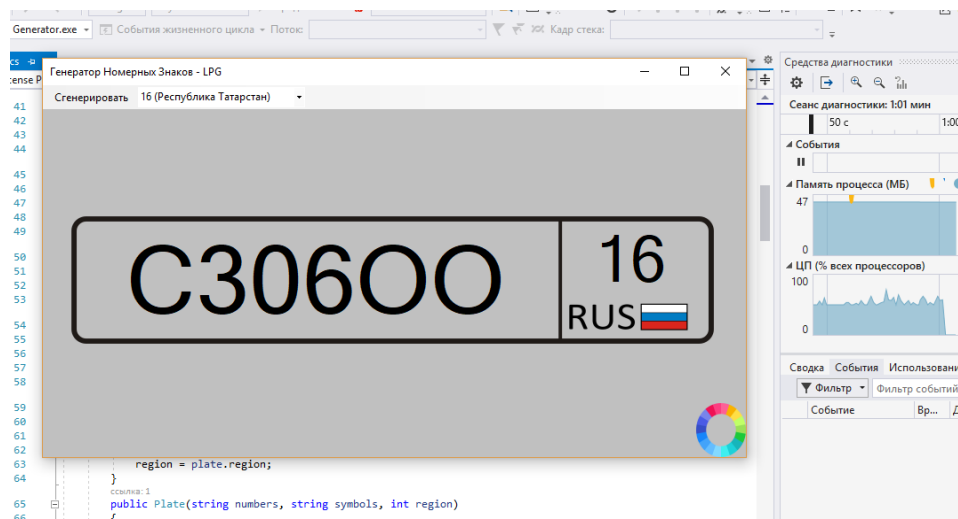 Generator.exe
События жизненного цикла
Поток:
Кадр стека:
Средства диагностики
Генератор Номерных Знаков - LPG
Сгенерировать
16 (Республика Татарстан)
Сеанс диагностики: 1:01 мин
50 с
1:00
События
Память процесса (МБ)
47
0
ЦП (% всех процессоров)
100
0
С306ОО
16
RUS
Сводка
События
Фильтр
Событие
Вр...
41
42
43
44
45
46
47
48
49
50
51
52
53
54
55
56
57
58
59
60
61
62
63 region = plate.region;
64 }
ссылка: 1
65 public Plate(string numbers, string symbols, int region)
66 {